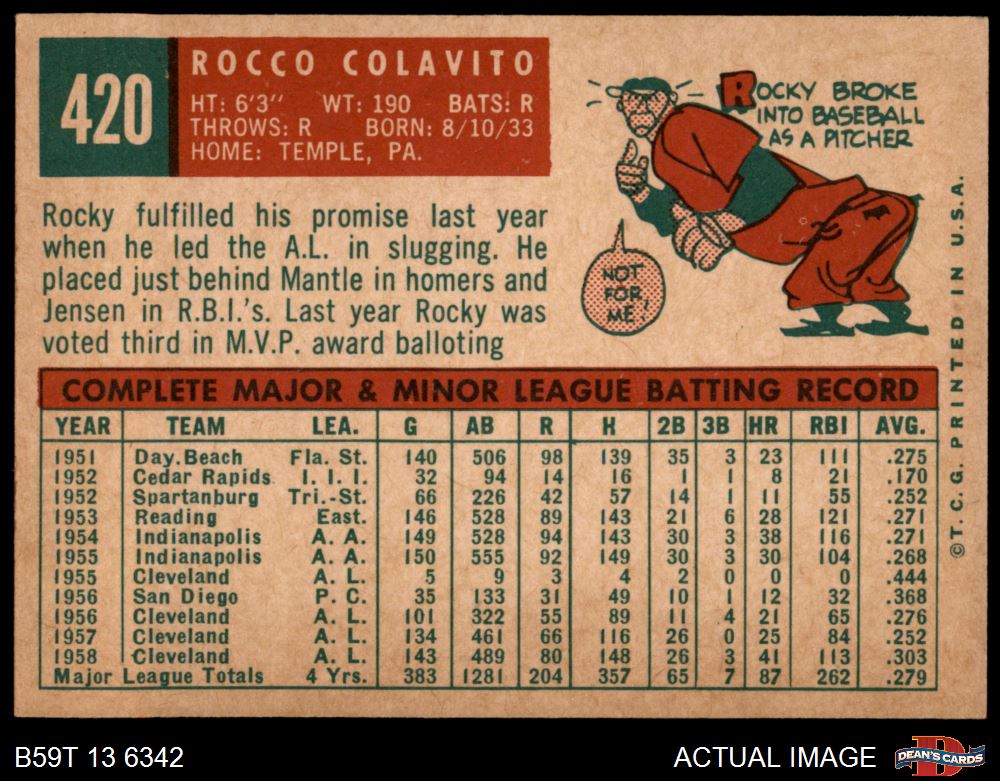 420
ROCCO COLAVITO
HT: 6'3" WT: 190 BATS: R
THROWS: R BORN: 8/10/33
HOME: TEMPLE, PA.
Rocky fulfilled his promise last year
when he led the A.L. in slugging. He
placed just behind Mantle in homers and
Jensen in R.B.I.'s. Last year Rocky was
voted third in M.V.P. award balloting
ROCKY BROKE
INTO BASEBALL
AS A PITCHER
NOT
FOR
ME
COMPLETE MAJOR & MINOR LEAGUE BATTING RECORD
YEAR TEAM LEA. G AB R H 2B 3B HR RBI AVG.
1951 Day. Beach Fla. St. 140 506 98 139 35 3 23 111 .275
1952 Cedar Rapids I. I. I. 32 94 14 16 1 1 8 21 .170
1952 Spartanburg Tri.-St. 66 226 42 57 14 1 11 55 .252
1953 Reading East. 146 528 89 143 21 6 28 121 .271
1954 Indianapolis A. A. 149 528 94 143 30 3 38 116 .271
1955 Indianapolis A. A. 150 555 92 149 30 3 30 104 .268
1955 Cleveland A. L. 5 9 3 4 2 0 0 0 .444
1956 San Diego P. C. 35 133 31 49 10 1 12 32 .368
1956 Cleveland A. L. 101 322 55 89 11 4 21 65 .276
1957 Cleveland A. L. 134 461 66 116 26 0 25 84 .252
1958 Cleveland A. L. 143 489 80 148 26 3 41 113 .303
Major League Totals 4 Yrs. 383 1281 204 357 65 7 87 262 .279
©T. C. G. PRINTED IN U.S.A.
B59T 13 6342
ACTUAL IMAGE
D
DEAN'S CARDS